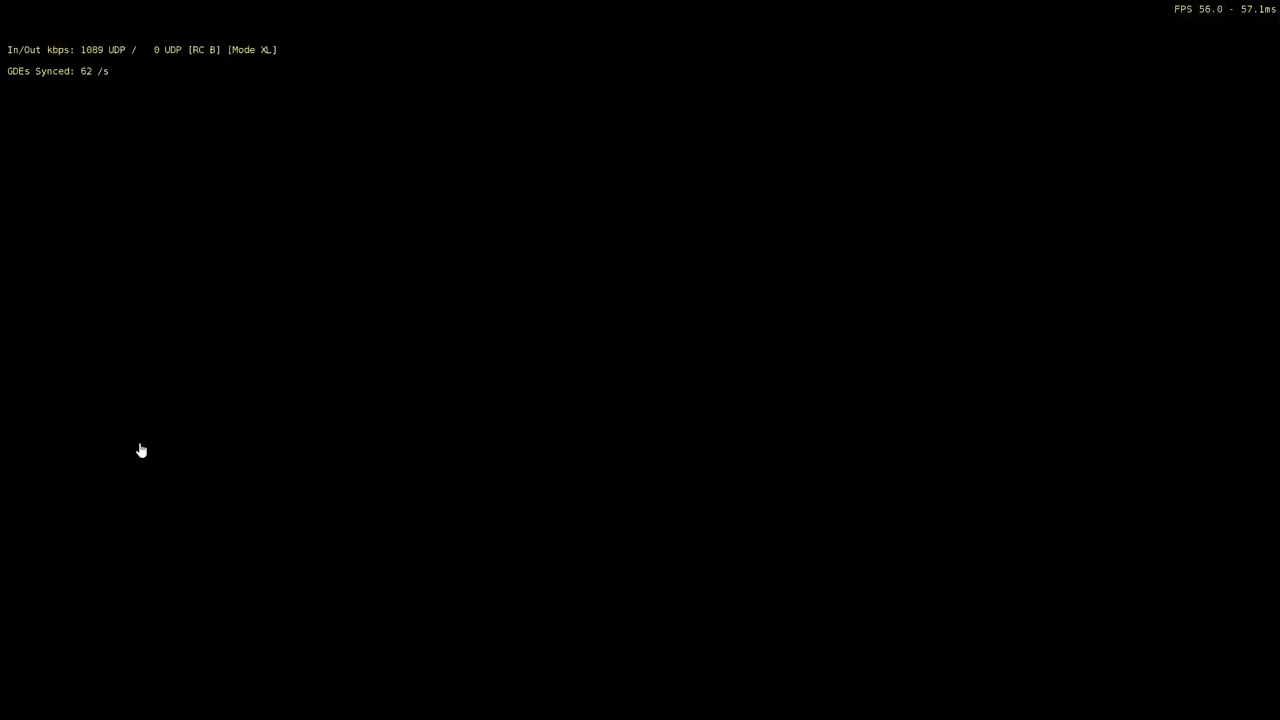 FPS 56.0 - 57.1ms
In/Out kbps: 1089 UDP /   0 UDP [RC B] [Mode XL]
GDEs Synced: 62 /s